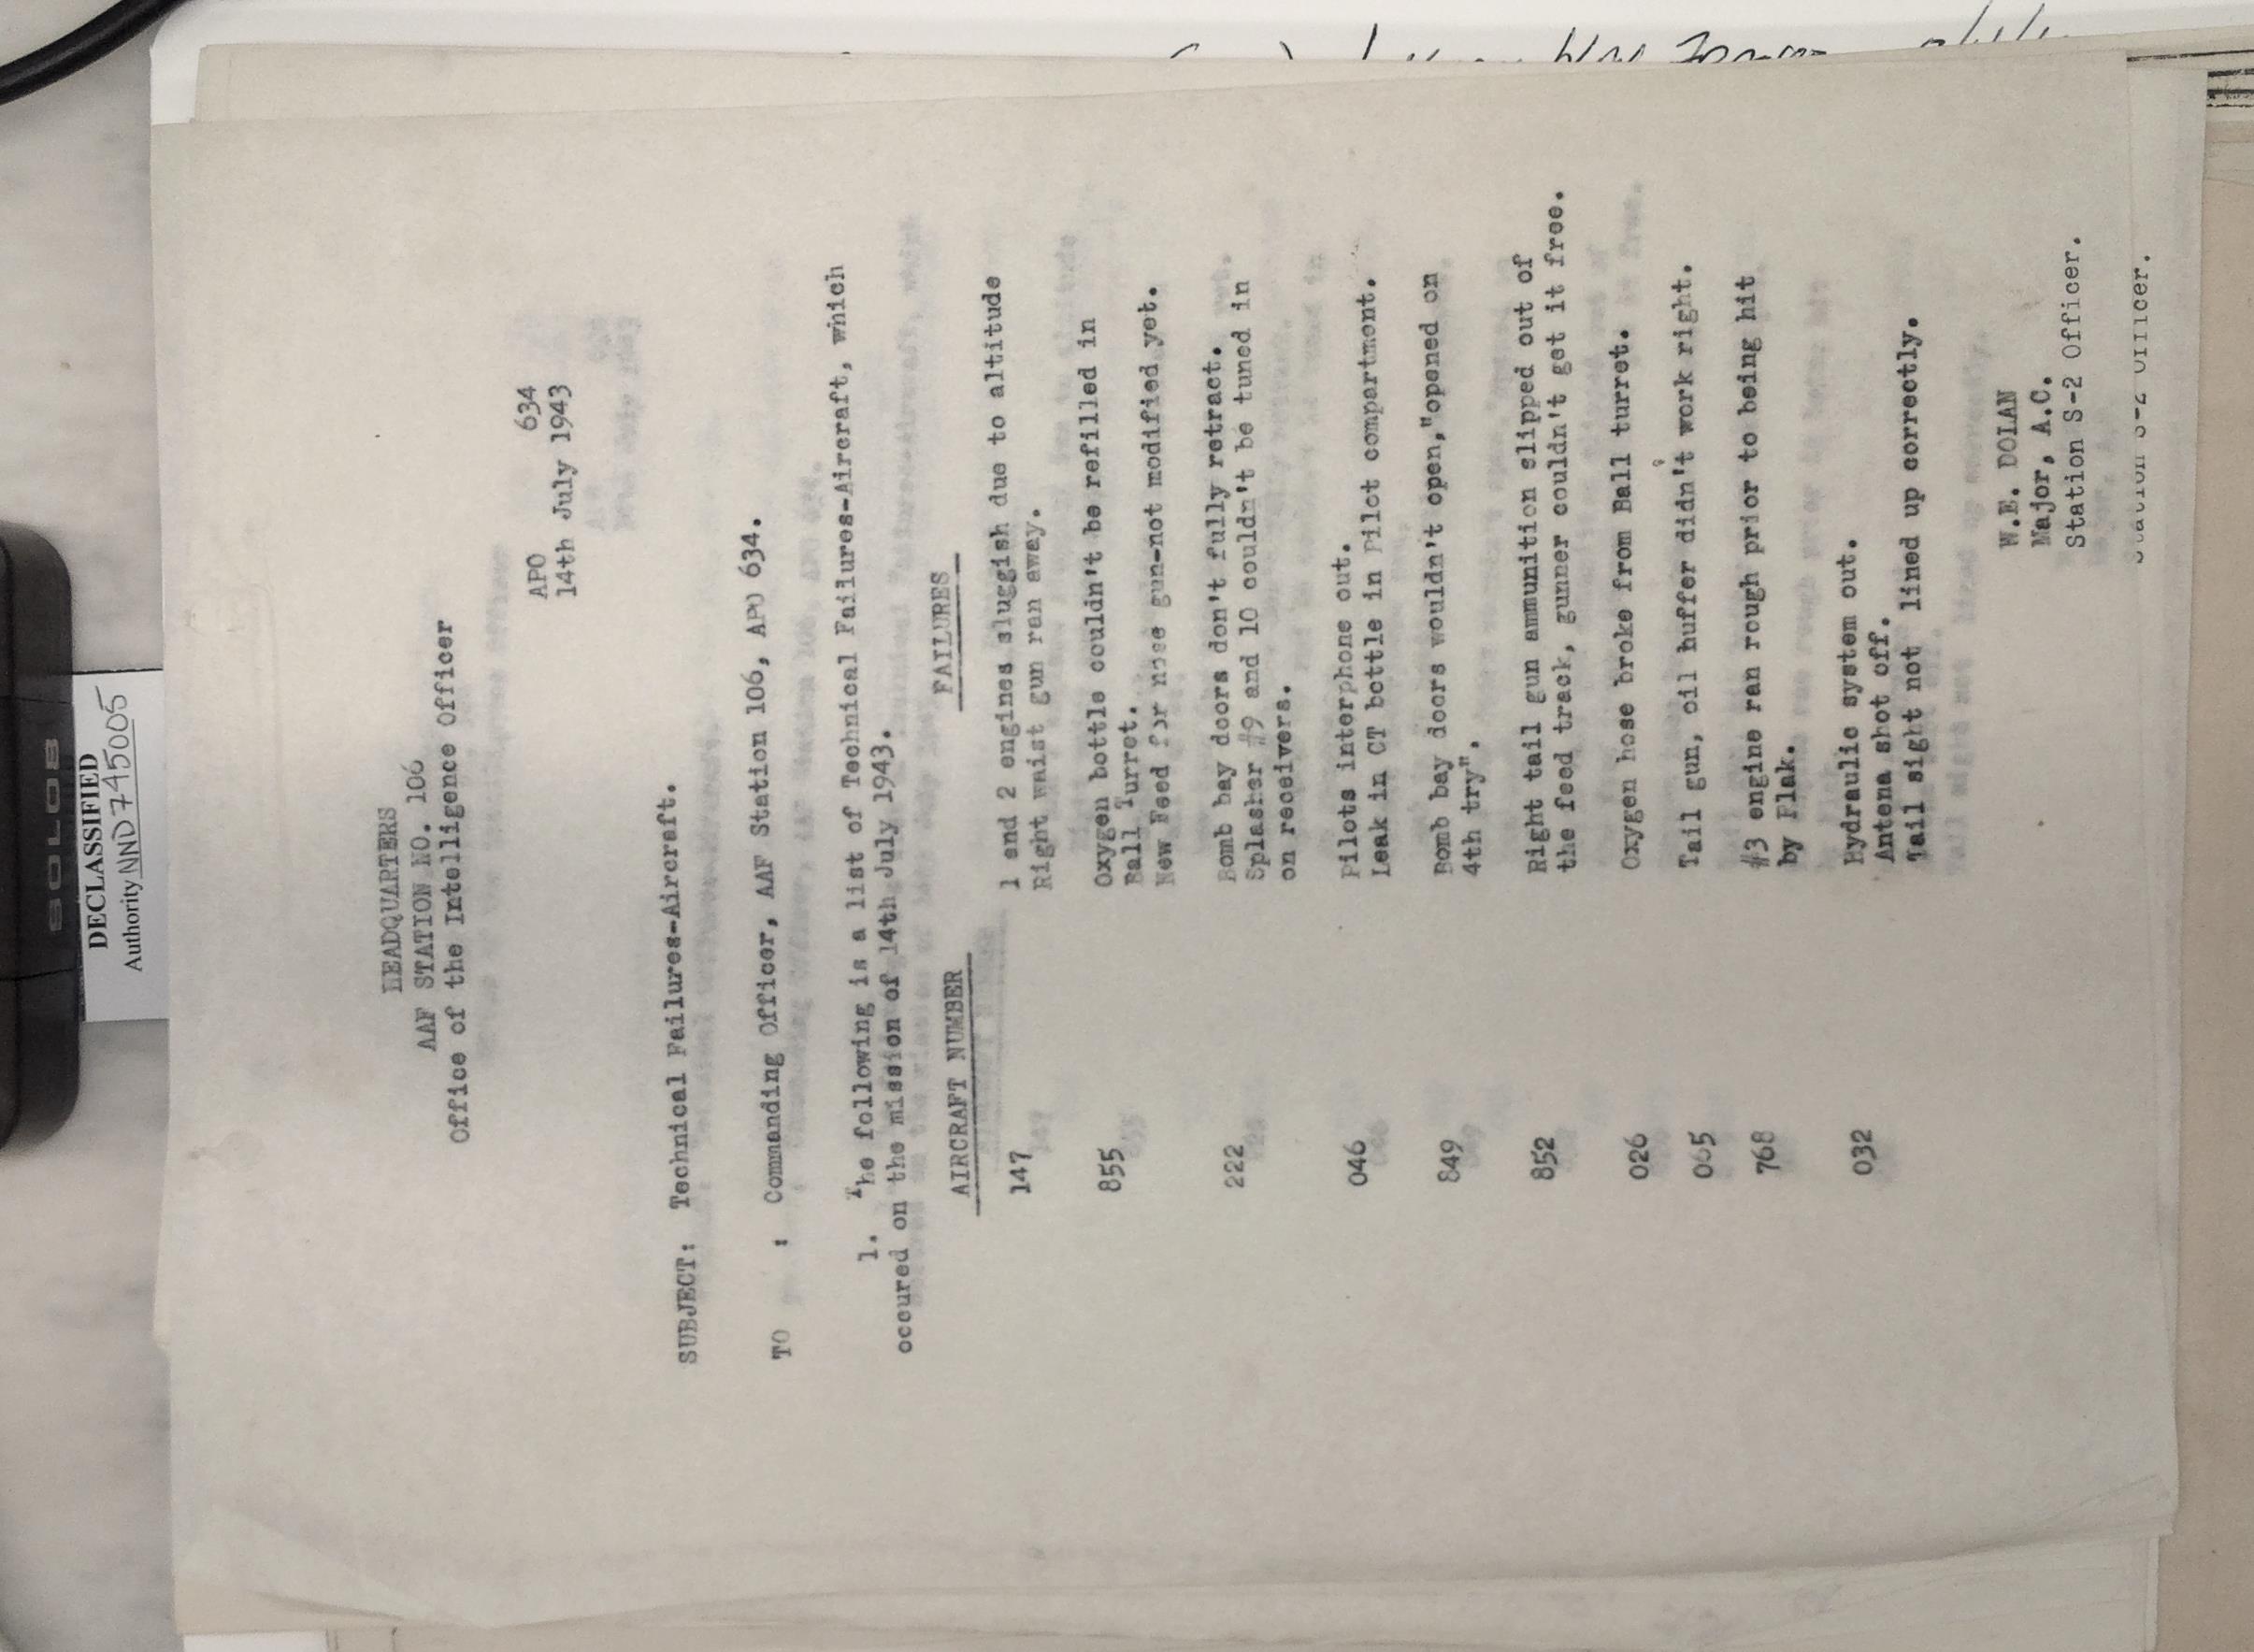 SOLOS
DECLASSIFIED
Authority NND 745005
HEADQUARTERS
AAF STATION NO. 106
Office of the Intelligence Officer
APO 634
14th July 1943
SUBJECT: Technical Failures-Aircraft.
TO : Commanding Officer, AAF Station 106, APO 634.
1. The following is a list of Technical Failures-Aircraft, which
occured on the mission of 14th July 1943.
AIRCRAFT NUMBER FAILURES
147 1 and 2 engines sluggish due to altitude
Right waist gun ran away.
855 Oxygen bottle couldn't be refilled in
Ball Turret.
New Feed for nose gun-not modified yet.
222 Bomb bay doors don't fully retract.
Splasher #9 and 10 couldn't be tuned in
on receivers.
046 Pilots interphone out.
Leak in CT bottle in Pilot compartment.
849 Bomb bay doors wouldn't open,"opened on
4th try".
852 Right tail gun ammunition slipped out of
the feed track, gunner couldn't get it free.
026 Oxygen hose broke from Ball turret.
065 Tail gun, oil buffer didn't work right.
768 #3 engine ran rough prior to being hit
by Flak.
032 Hydraulic system out.
Antena shot off.
Tail sight not lined up correctly.
W.E. DOLAN
Major, A.C.
Station S-2 Officer.
Station S-2 Officer.